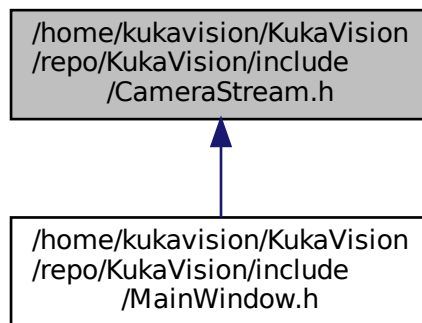 /home/kukavision/KukaVision
/repo/KukaVision/include
/CameraStream.h
/home/kukavision/KukaVision
/repo/KukaVision/include
/MainWindow.h